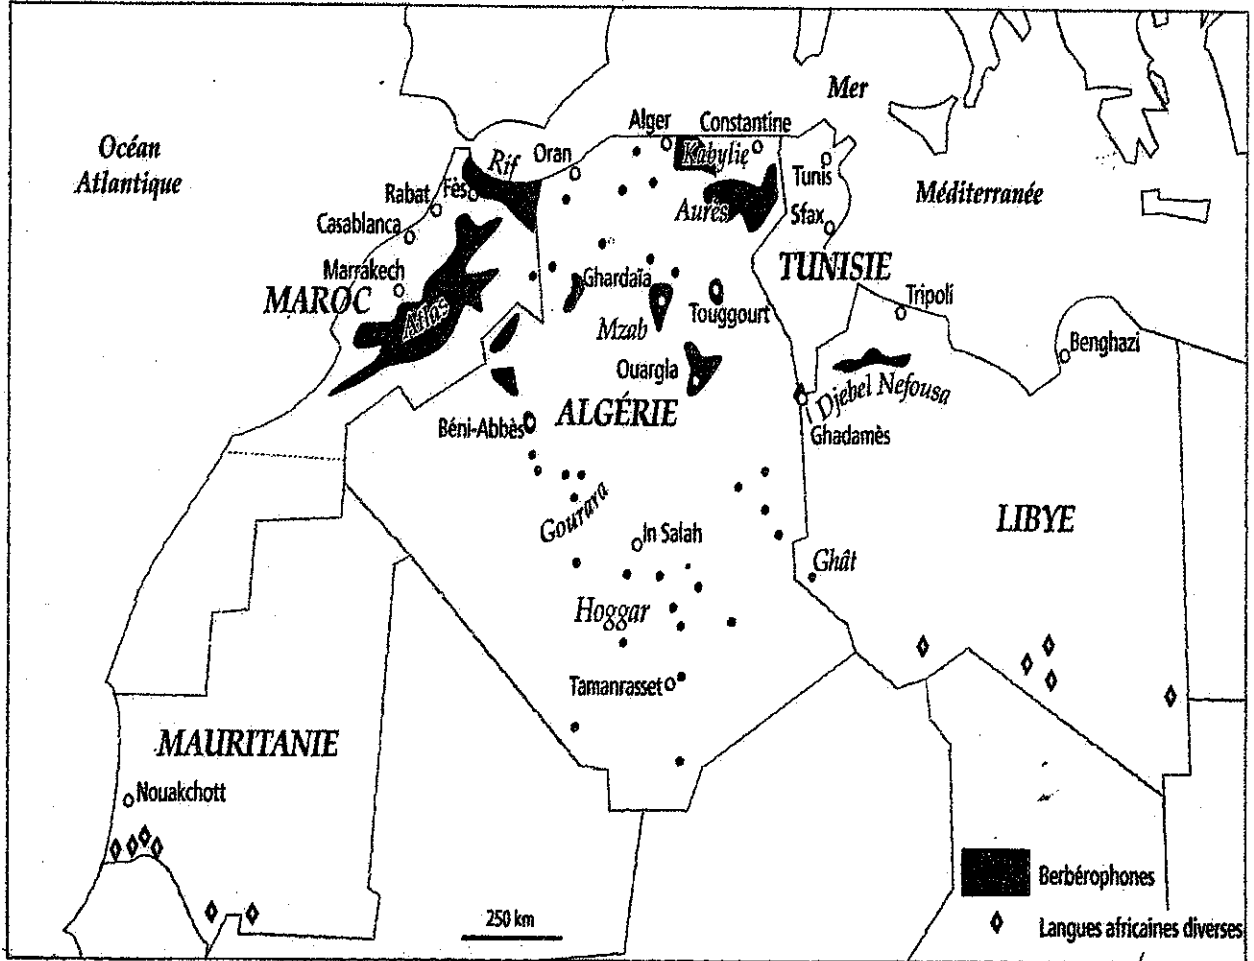 Mer
Alger
Constantine
Océan
Atlantique
Rif
Oran
Kabylie
Tunis
Rabat
Fès
Aurès
Méditerranée
Casablanca
Sfax
Marrakech
Ghardaïa
TUNISIE
MAROC
Atlas
Touggourt
Tripoli
Mzab
Benghazi
Ouargla
Djebel Nefousa
Béni-Abbès
ALGÉRIE
Ghadamès
Gourara
LIBYE
In Salah
Ghât
Hoggar
Tamanrasset
MAURITANIE
Nouakchott
Berbérophones
250 km
Langues africaines diverses